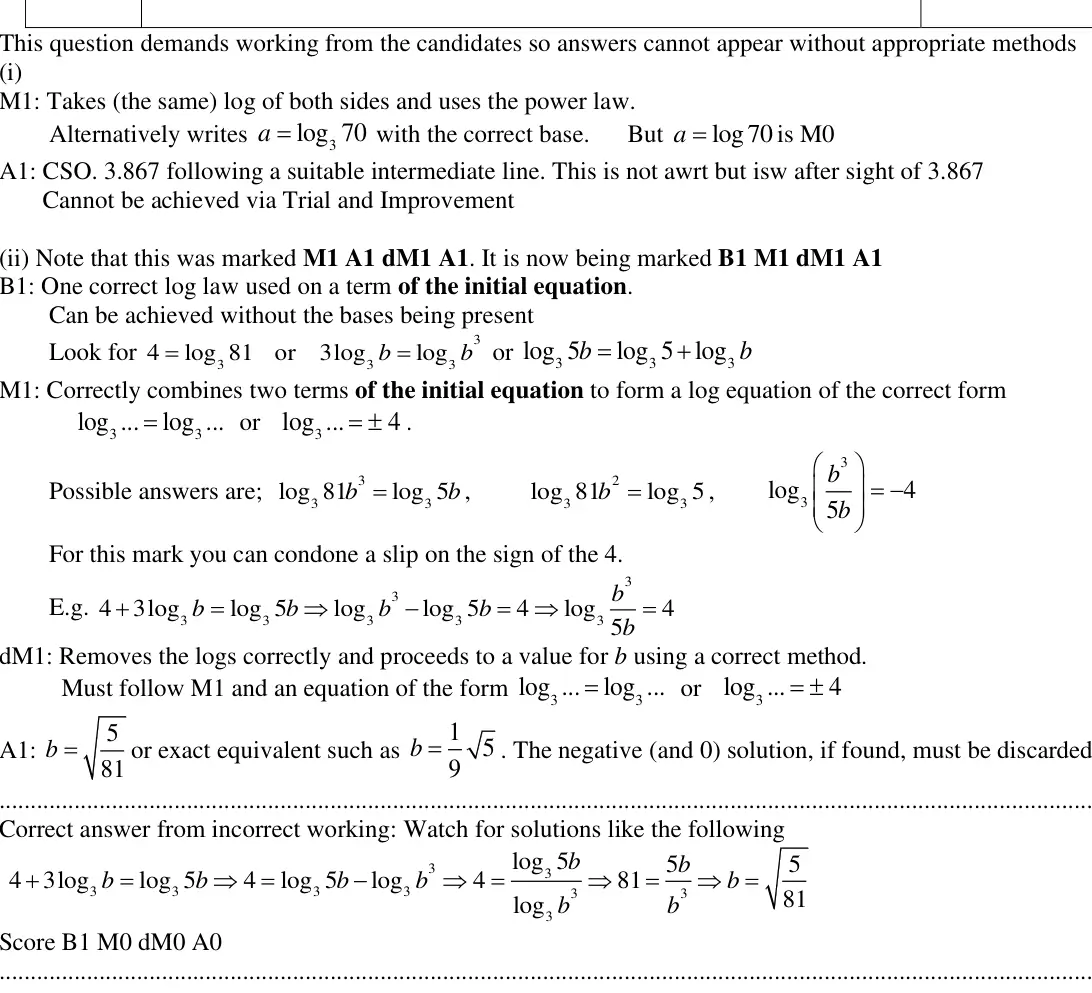 This question demands working from the candidates so answers cannot appear without appropriate methods
(i)
M1: Takes (the same) log of both sides and uses the power law.
Alternatively writes a = log₃ 70 with the correct base. But a = log 70 is M0
A1: CSO. 3.867 following a suitable intermediate line. This is not awrt but isw after sight of 3.867
Cannot be achieved via Trial and Improvement
(ii) Note that this was marked M1 A1 dM1 A1. It is now being marked B1 M1 dM1 A1
B1: One correct log law used on a term of the initial equation.
Can be achieved without the bases being present
Look for 4 = log₃ 81 or 3log₃ b = log₃ b³ or log₃ 5b = log₃ 5 + log₃ b
M1: Correctly combines two terms of the initial equation to form a log equation of the correct form
log₃ ... = log₃ ... or log₃ ... = ± 4 .
Possible answers are; log₃ 81b³ = log₃ 5b , log₃ 81b² = log₃ 5 , log₃ (b³/5b) = −4
For this mark you can condone a slip on the sign of the 4.
E.g. 4 + 3log₃ b = log₃ 5b ⇒ log₃ b³ − log₃ 5b = 4 ⇒ log₃ b³/5b = 4
dM1: Removes the logs correctly and proceeds to a value for b using a correct method.
Must follow M1 and an equation of the form log₃ ... = log₃ ... or log₃ ... = ± 4
A1: b = √(5/81) or exact equivalent such as b = 1/9 √5 . The negative (and 0) solution, if found, must be discarded
Correct answer from incorrect working: Watch for solutions like the following
4 + 3log₃ b = log₃ 5b ⇒ 4 = log₃ 5b − log₃ b³ ⇒ 4 = log₃ 5b / log₃ b³ ⇒ 81 = 5b/b³ ⇒ b = √(5/81)
Score B1 M0 dM0 A0